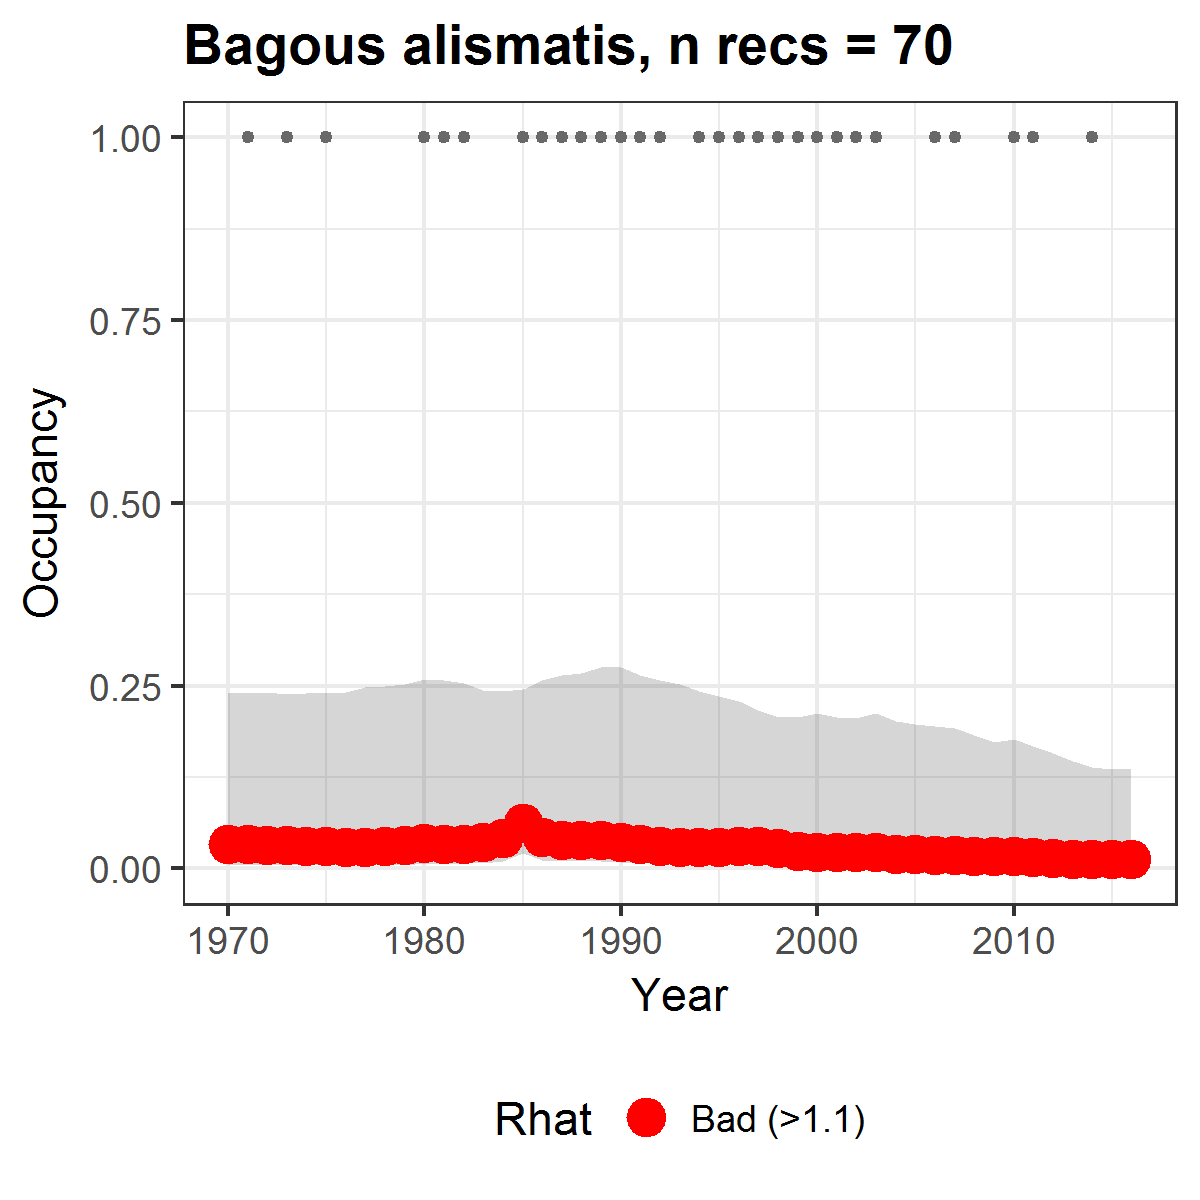 Bagous alismatis, n recs = 70
1.00
0.75
0.50
0.25
0.00
Occupancy
1970 1980 1990 2000 2010
Year
Rhat Bad (>1.1)